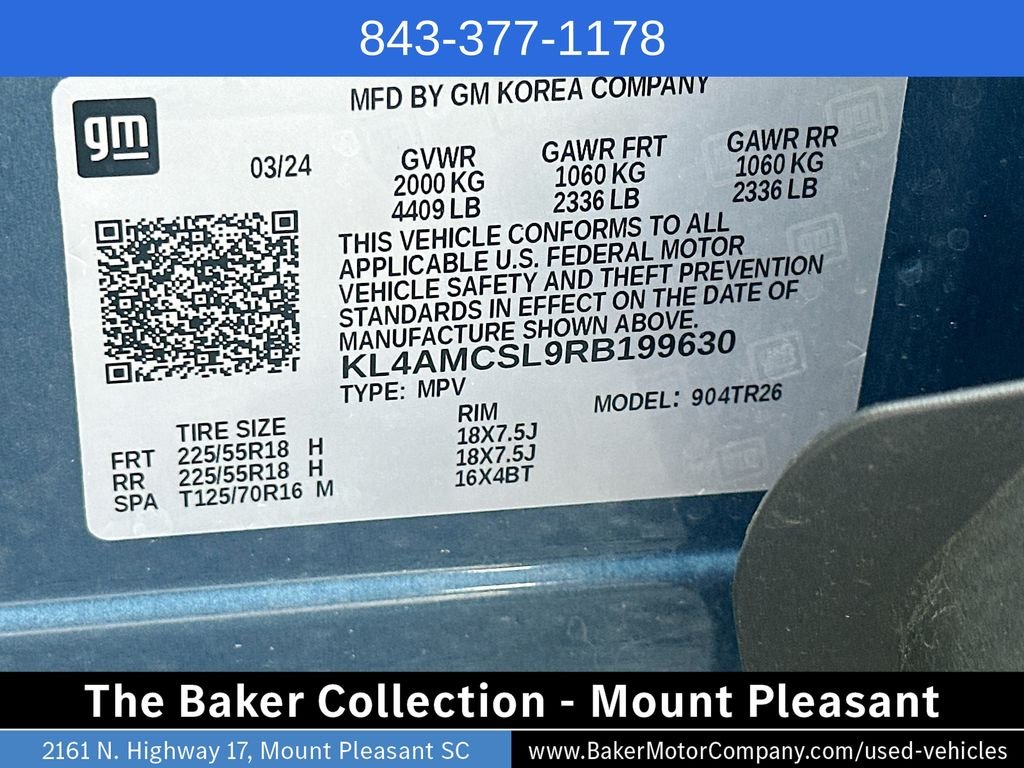 843-377-1178
MFD BY GM KOREA COMPANY
gm
03/24
GVWR GAWR FRT GAWR RR
2000 KG 1060 KG 1060 KG
4409 LB 2336 LB 2336 LB
THIS VEHICLE CONFORMS TO ALL
APPLICABLE U.S. FEDERAL MOTOR
VEHICLE SAFETY AND THEFT PREVENTION
STANDARDS IN EFFECT ON THE DATE OF
MANUFACTURE SHOWN ABOVE.
KL4AMCSL9RB199630
TYPE: MPV MODEL: 904TR26
TIRE SIZE RIM
FRT 225/55R18 H 18X7.5J
RR 225/55R18 H 18X7.5J
SPA T125/70R16 M 16X4BT
The Baker Collection - Mount Pleasant
2161 N. Highway 17, Mount Pleasant SC www.BakerMotorCompany.com/used-vehicles